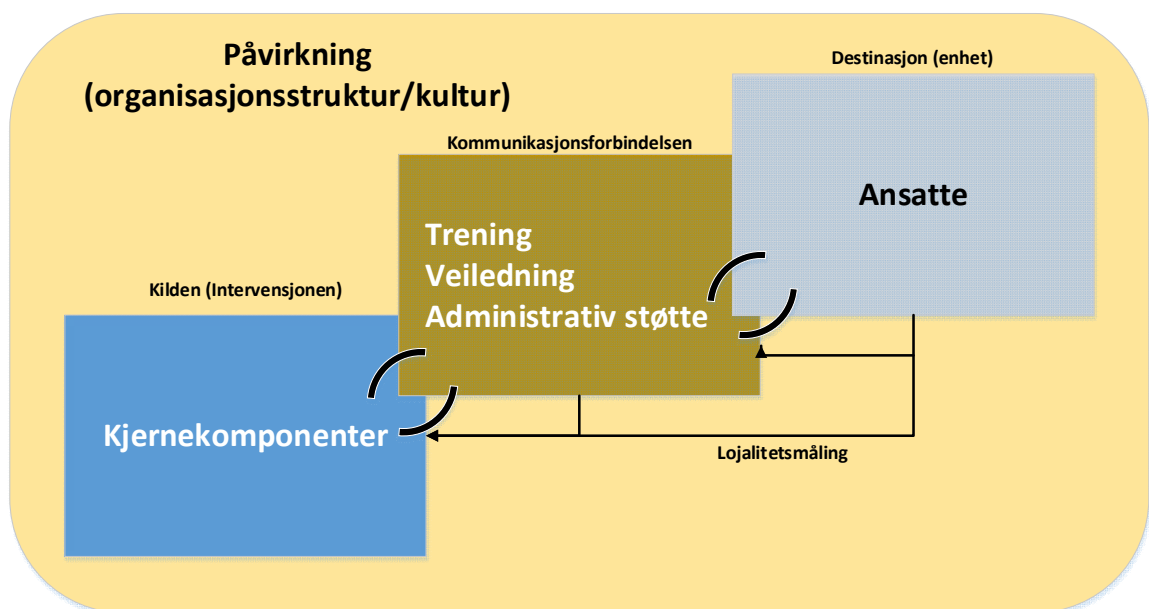 Påvirkning
(organisasjonsstruktur/kultur)
Destinasjon (enhet)
Ansatte
Kommunikasjonsforbindelsen
Trening
Veiledning
Administrativ støtte
Kilden (Intervensjonen)
Kjernekomponenter
Lojalitetsmåling